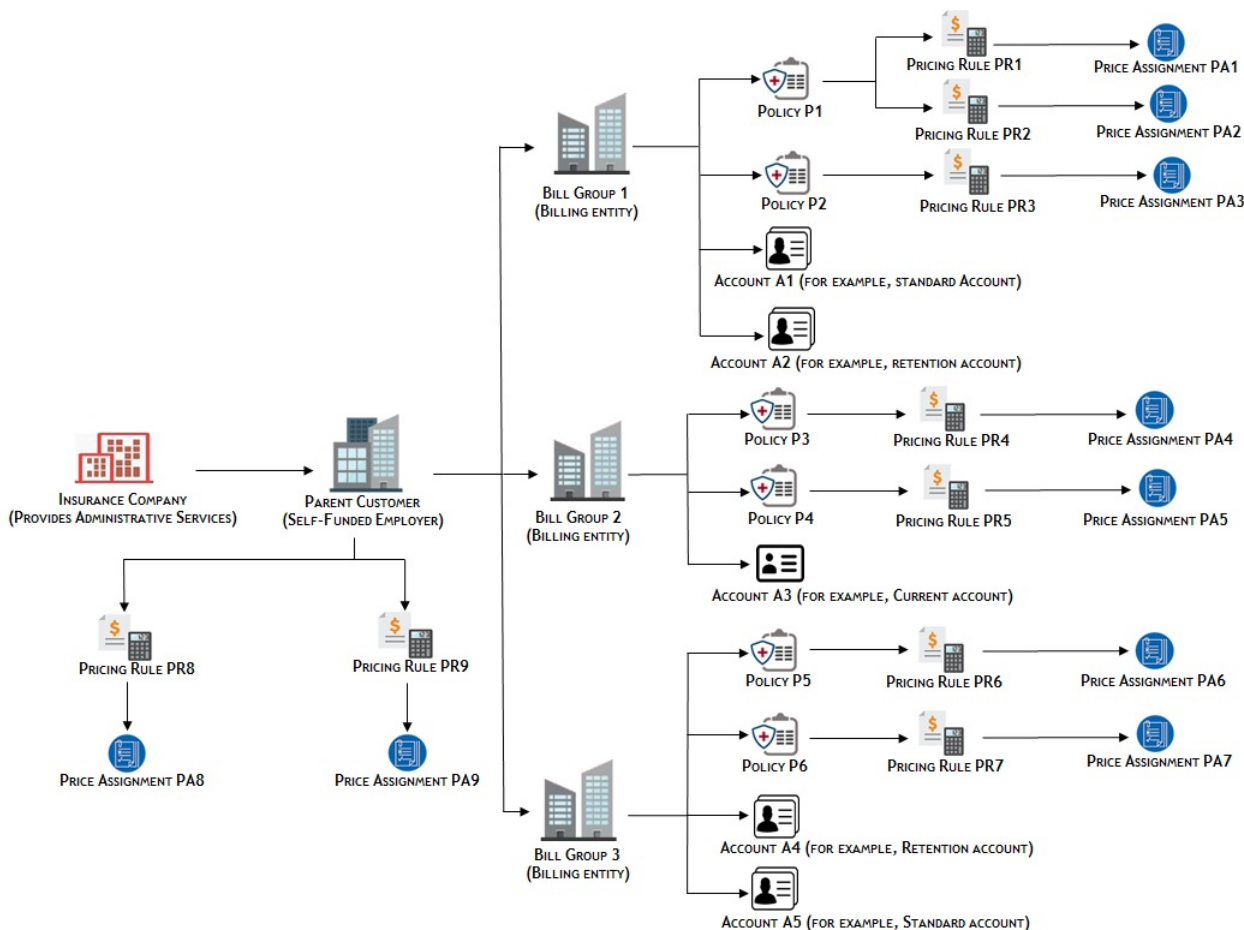 PRICING RULE PR1
PRICE ASSIGNMENT PA1
POLICY P1
PRICING RULE PR2
PRICE ASSIGNMENT PA2
BILL GROUP 1
(BILLING ENTITY)
POLICY P2
PRICING RULE PR3
PRICE ASSIGNMENT PA3
ACCOUNT A1 (FOR EXAMPLE, STANDARD ACCOUNT)
ACCOUNT A2 (FOR EXAMPLE, RETENTION ACCOUNT)
POLICY P3
PRICING RULE PR4
PRICE ASSIGNMENT PA4
INSURANCE COMPANY
(PROVIDES ADMINISTRATIVE SERVICES)
PARENT CUSTOMER
(SELF-FUNDED EMPLOYER)
BILL GROUP 2
(BILLING ENTITY)
POLICY P4
PRICING RULE PR5
PRICE ASSIGNMENT PA5
ACCOUNT A3 (FOR EXAMPLE, CURRENT ACCOUNT)
PRICING RULE PR8
PRICING RULE PR9
POLICY P5
PRICING RULE PR6
PRICE ASSIGNMENT PA6
PRICE ASSIGNMENT PA8
PRICE ASSIGNMENT PA9
POLICY P6
PRICING RULE PR7
PRICE ASSIGNMENT PA7
BILL GROUP 3
(BILLING ENTITY)
ACCOUNT A4 (FOR EXAMPLE, RETENTION ACCOUNT)
ACCOUNT A5 (FOR EXAMPLE, STANDARD ACCOUNT)